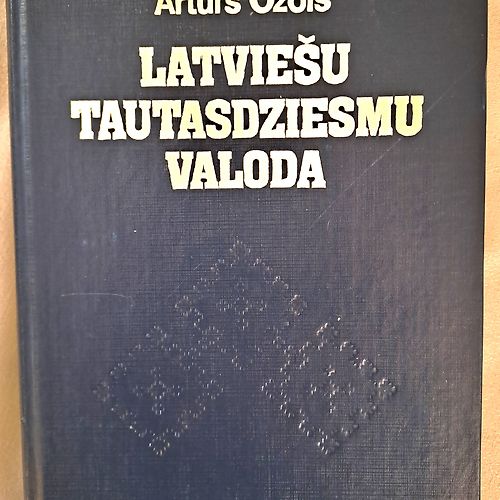 Arturs Ozols
LATVIEŠU
TAUTASDZIESMU
VALODA